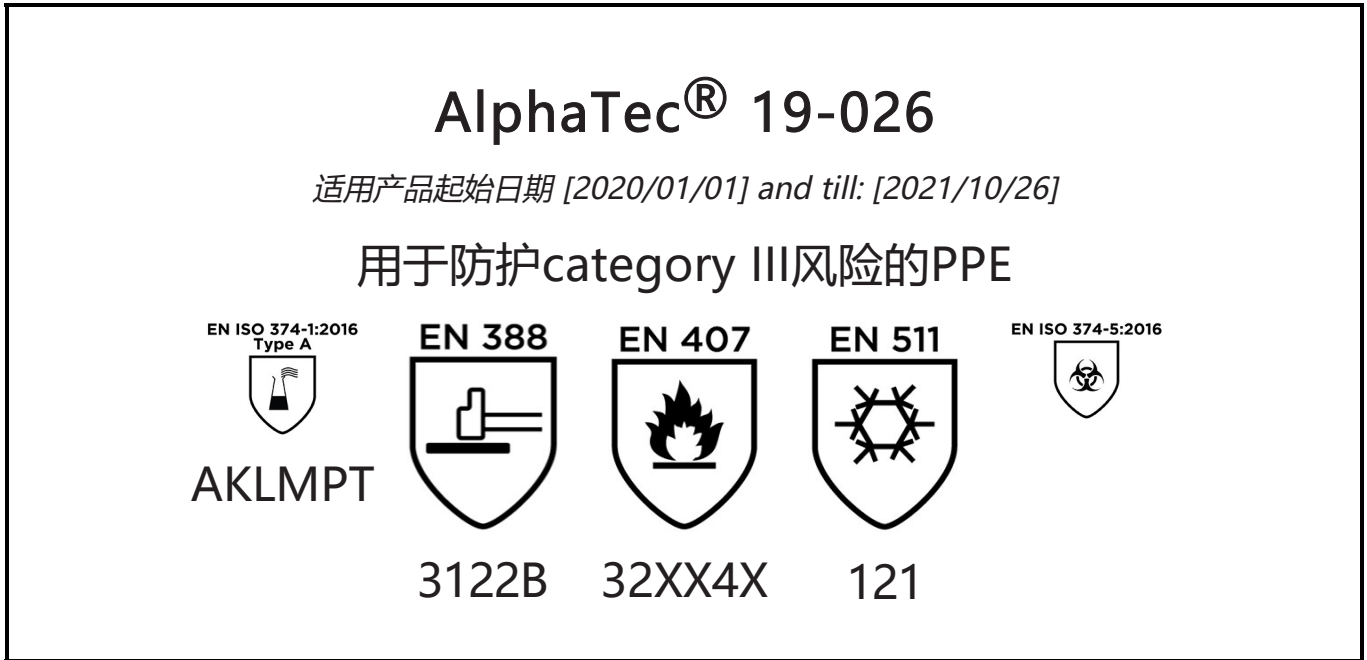 AlphaTec® 19-026
适用产品起始日期 [2020/01/01] and till: [2021/10/26]
用于防护category III风险的PPE
EN ISO 374-1:2016
Type A
EN 388
EN 407
EN 511
EN ISO 374-5:2016
AKLMPT
3122B
32XX4X
121